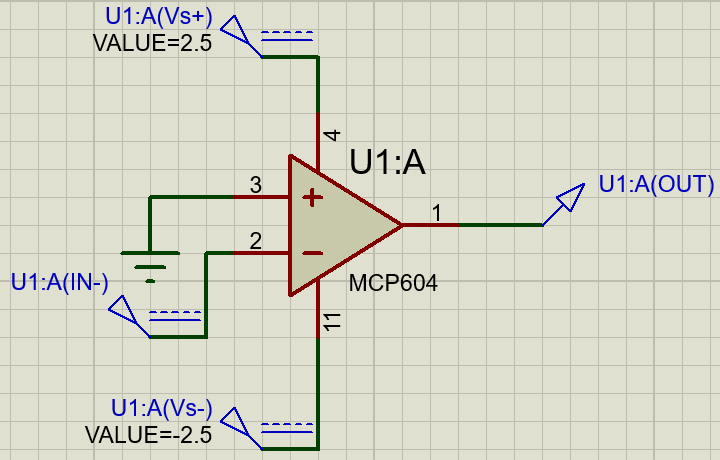 U1:A(Vs+)
VALUE=2.5
4
U1:A
3
2
1
U1:A(OUT)
MCP604
U1:A(IN-)
11
U1:A(Vs-)
VALUE=-2.5